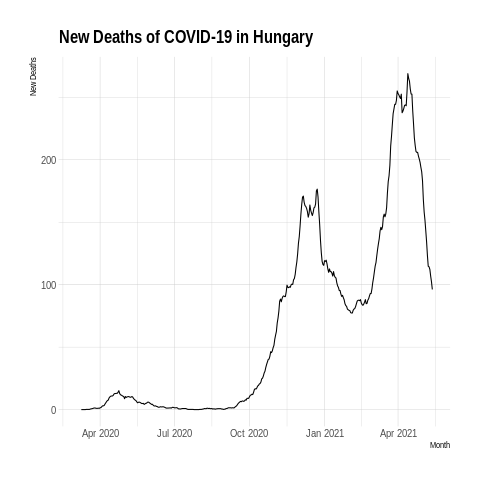 New Deaths of COVID-19 in Hungary
New Deaths
200
100
0
Apr 2020 Jul 2020 Oct 2020 Jan 2021 Apr 2021
Month